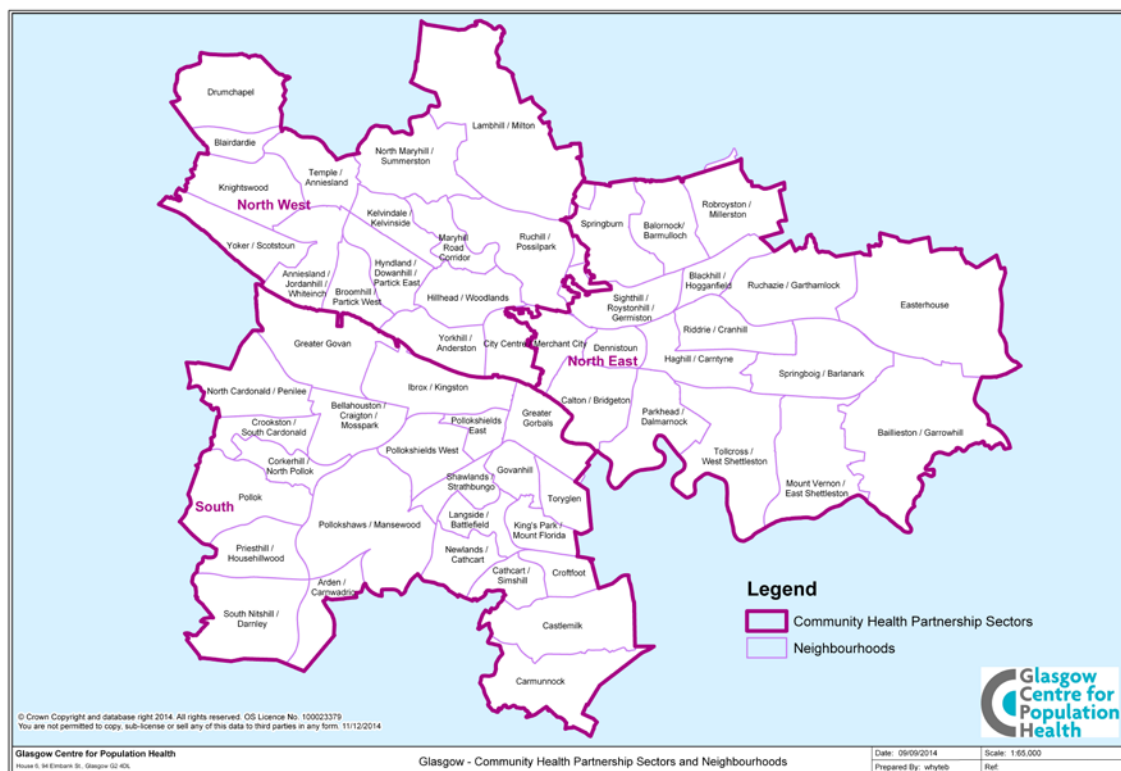 Drumchapel
Blairdardie
Lambhill / Milton
North Maryhill /
Summerston
Temple /
Anniesland
Knightswood
North West
Kelvindale /
Kelvinside
Maryhill
Road
Corridor
Ruchill /
Possilpark
Yoker / Scotstoun
Anniesland /
Jordanhill /
Whiteinch
Broomhill /
Partick West
Hyndland /
Dowanhill /
Partick East
Hillhead / Woodlands
Yorkhill /
Anderston
City Centre
Springburn
Balornock/
Barmulloch
Robroyston /
Millerston
Blackhill /
Hogganfield
Ruchazie / Garthamlock
Easterhouse
Sighthill /
Roystonhill /
Germiston
Riddrie / Cranhill
Merchant City
Dennistoun
North East
Haghill / Carntyne
Springboig / Barlanark
Calton / Bridgeton
Parkhead /
Dalmarnock
Tollcross /
West Shettleston
Mount Vernon /
East Shettleston
Baillieston / Garrowhill
Greater Govan
Ibrox / Kingston
North Cardonald / Penilee
Bellahouston /
Craigton /
Mosspark
Pollokshields
East
Greater
Gorbals
Crookston /
South Cardonald
Pollokshields West
Corkerhill /
North Pollok
Shawlands /
Strathbungo
Govanhill
Toryglen
Pollok
South
Pollokshaws / Mansewood
Langside /
Battlefield
King's Park /
Mount Florida
Priesthill /
Househillwood
Newlands /
Cathcart
Cathcart /
Simshill
Croftfoot
Arden /
Carnwadric
South Nitshill /
Darnley
Castlemilk
Carmunnock
Legend
Community Health Partnership Sectors
Neighbourhoods
Glasgow
Centre for
Population
Health
© Crown Copyright and database right 2014. All rights reserved. OS Licence No. 100023379
You are not permitted to copy, sub-license or sell any of this data to third parties in any form. 11/12/2014
Glasgow Centre for Population Health
House 6, 94 Elmbank St., Glasgow G2 4DL
Glasgow - Community Health Partnership Sectors and Neighbourhoods
Date: 09/09/2014
Scale: 1:65,000
Prepared By: whyteb
Ref: